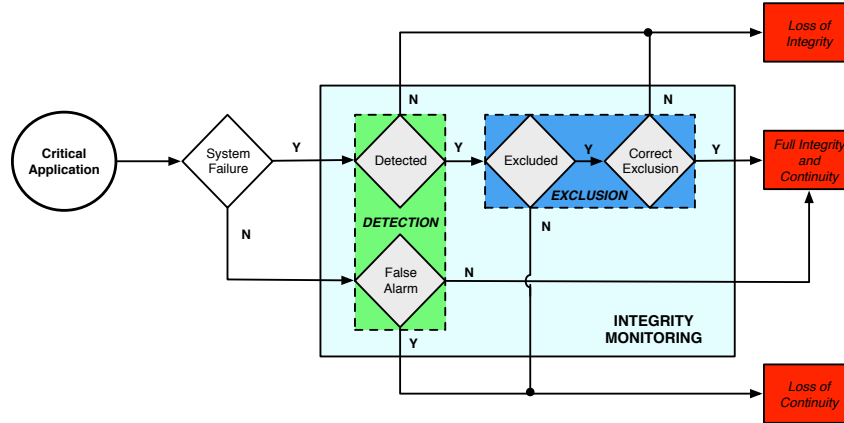 Loss of
Integrity
N
N
Critical
Application
System
Failure
Y
Detected
Y
Excluded
Y
Correct
Exclusion
Y
Full Integrity
and
Continuity
EXCLUSION
DETECTION
N
N
False
Alarm
N
INTEGRITY
MONITORING
Y
Loss of
Continuity